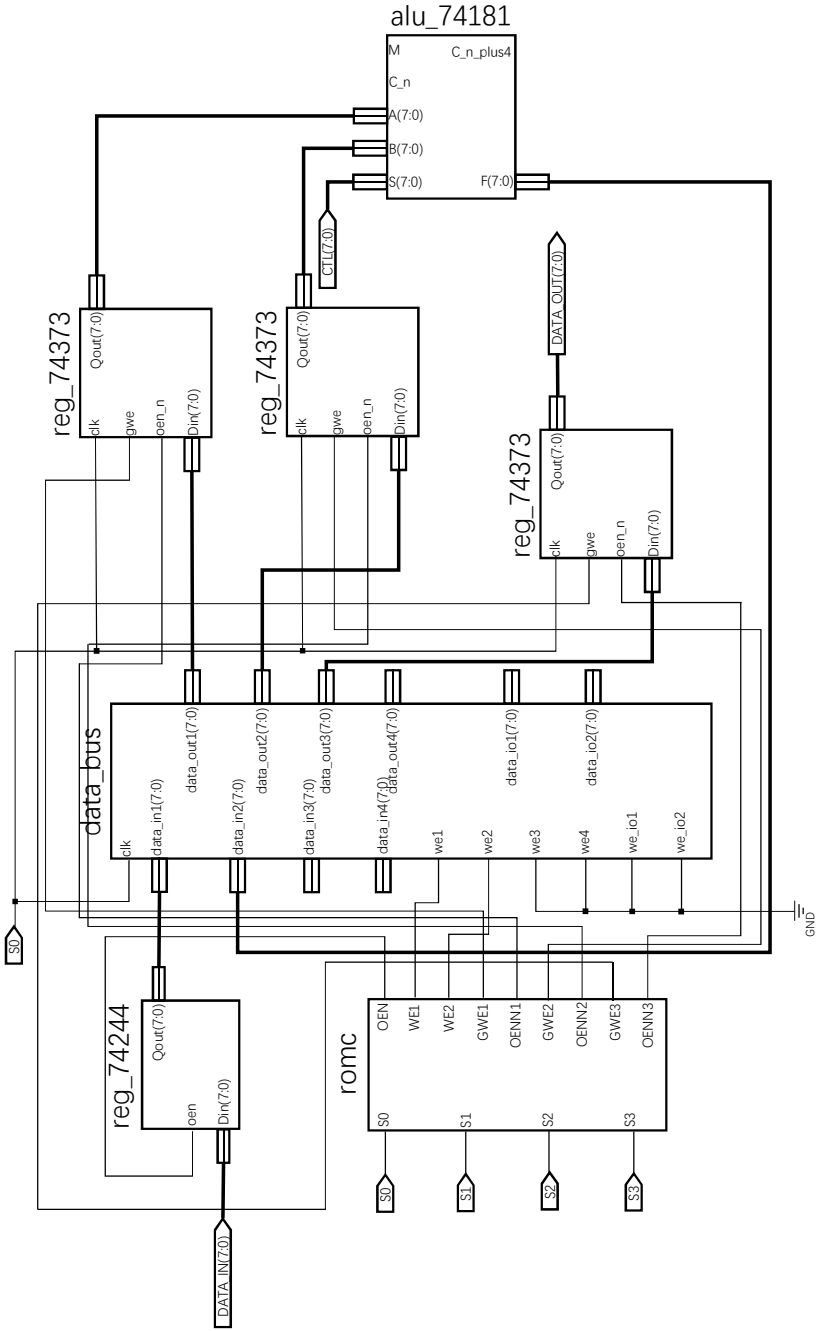 alu_74181
M
C_n_plus4
C_n
A(7:0)
B(7:0)
S(7:0)
F(7:0)
CTL(7:0)
DATA_OUT(7:0)
reg_74373
Qout(7:0)
clk
gwe
oen_n
Din(7:0)
reg_74373
Qout(7:0)
clk
gwe
oen_n
Din(7:0)
reg_74373
Qout(7:0)
clk
gwe
oen_n
Din(7:0)
data_bus
data_out1(7:0)
data_out2(7:0)
data_out3(7:0)
data_out4(7:0)
data_io1(7:0)
data_io2(7:0)
clk
data_in1(7:0)
data_in2(7:0)
data_in3(7:0)
data_in4(7:0)
we1
we2
we3
we4
we_io1
we_io2
GND
S0
reg_74244
Qout(7:0)
oen
Din(7:0)
DATA_IN(7:0)
romc
OEN
WE1
WE2
GWE1
OENN1
GWE2
OENN2
GWE3
OENN3
S0
S1
S2
S3
S0
S1
S2
S3